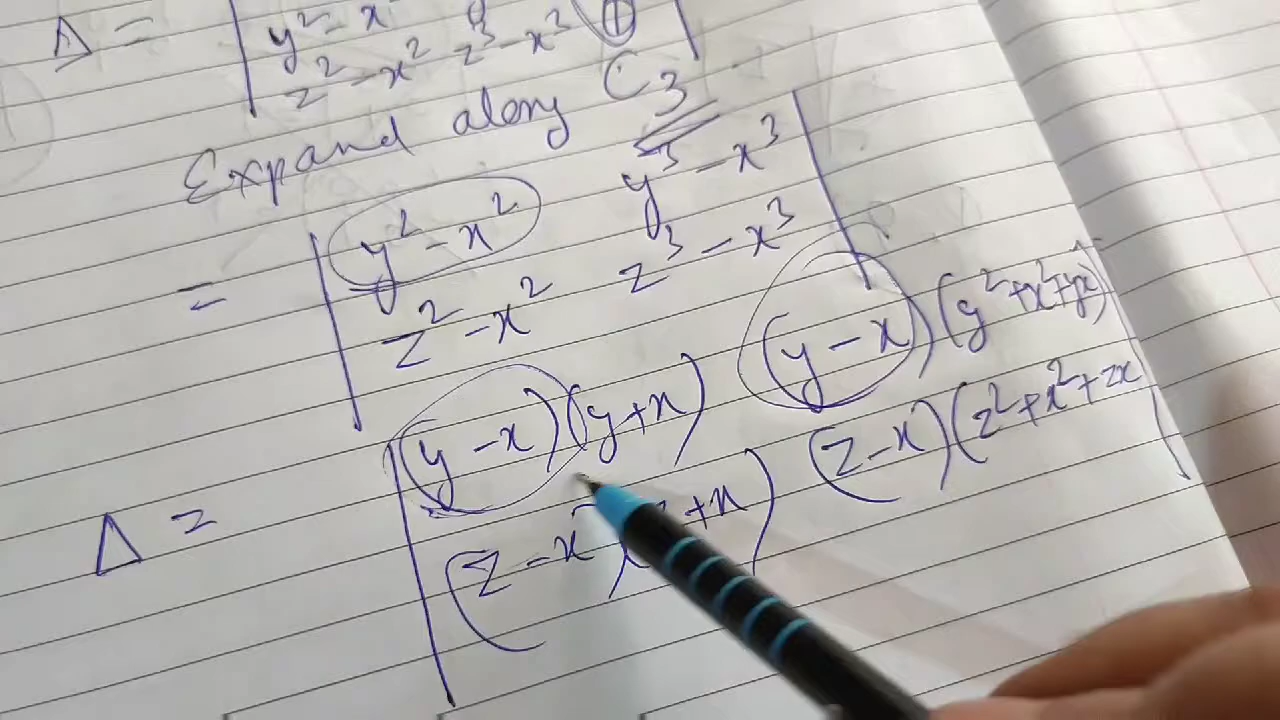 Δ = | y² - x
z² - x² z³ - x³ 0 |
Expand along C₃
= | y² - x² y³ - x³
z² - x² z³ - x³ |
Δ = | (y - x)(y + x) (y - x)(y² + x² + yx)
(z - x)( + x) (z - x)(z² + x² + zx) |